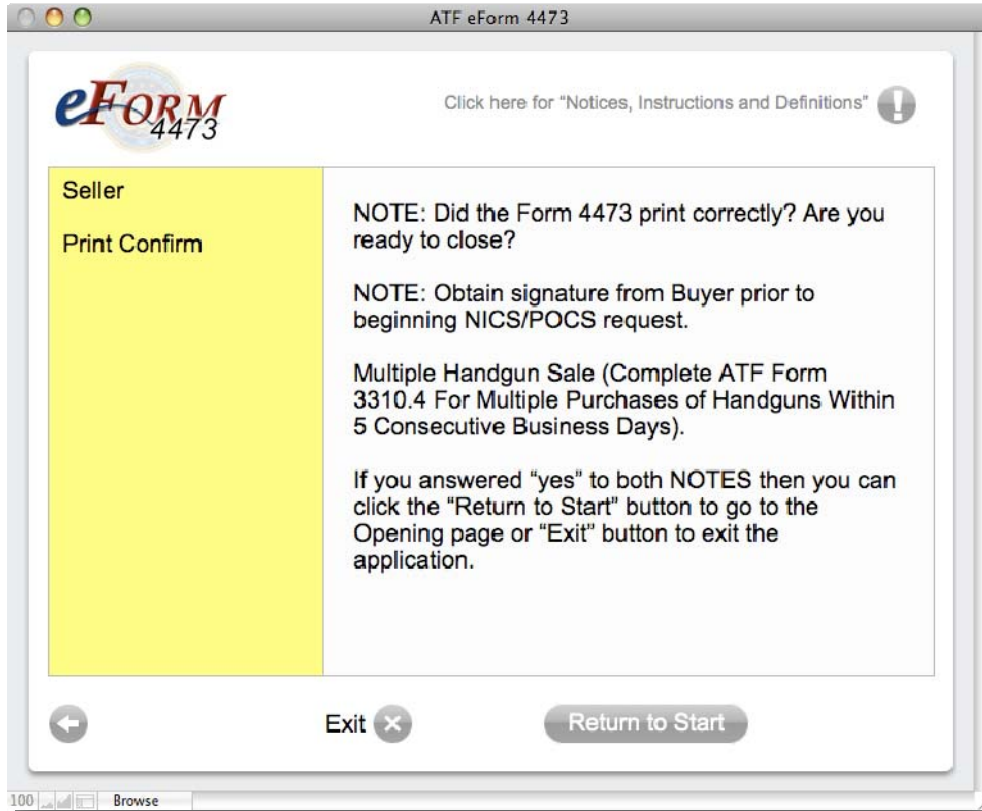 ATF eForm 4473
eFORM
4473
Click here for “Notices, Instructions and Definitions”
Seller
Print Confirm
NOTE: Did the Form 4473 print correctly? Are you
ready to close?
NOTE: Obtain signature from Buyer prior to
beginning NICS/POCS request.
Multiple Handgun Sale (Complete ATF Form
3310.4 For Multiple Purchases of Handguns Within
5 Consecutive Business Days).
If you answered “yes” to both NOTES then you can
click the “Return to Start” button to go to the
Opening page or “Exit” button to exit the
application.
Exit
Return to Start
100
Browse